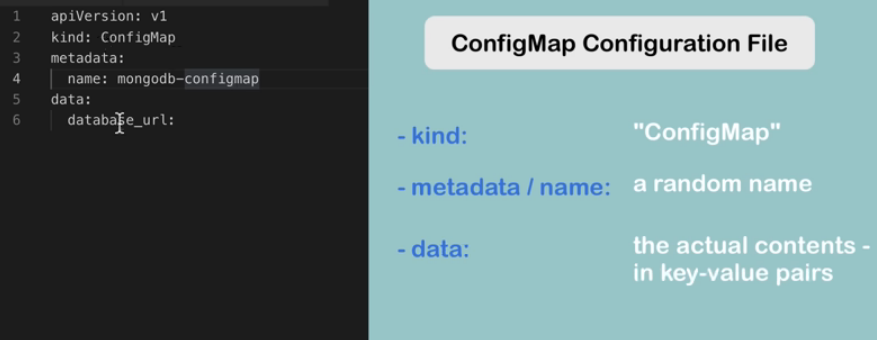 1 apiVersion: v1
2 kind: ConfigMap
3 metadata:
4 name: mongodb-configmap
5 data:
6 database_url:
ConfigMap Configuration File
- kind: "ConfigMap"
- metadata / name: a random name
- data: the actual contents -
in key-value pairs